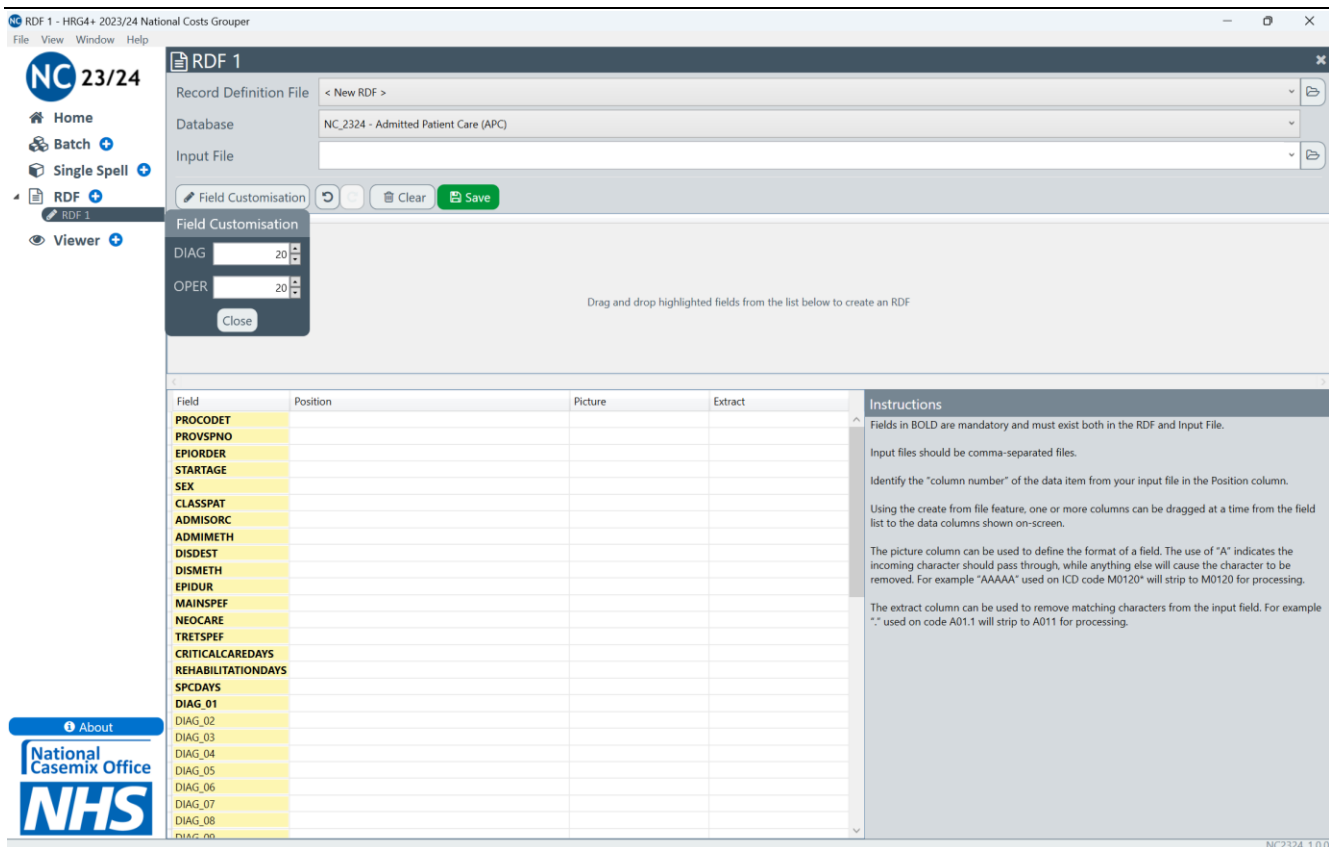 RDF 1 - HRG4+ 2023/24 National Costs Grouper
File View Window Help
NC 23/24
Home
Batch
Single Spell
RDF
RDF 1
Viewer
RDF 1
Record Definition File < New RDF >
Database NC_2324 - Admitted Patient Care (APC)
Input File
Field Customisation Clear Save
Field Customisation
DIAG 20
OPER 20
Close
Drag and drop highlighted fields from the list below to create an RDF
Field Position Picture Extract
PROCODET
PROVSPNO
EPIORDER
STARTAGE
SEX
CLASSPAT
ADMISORC
ADMIMETH
DISDEST
DISMETH
EPIDUR
MAINSPEF
NEOCARE
TRETSPEF
CRITICALCAREDAYS
REHABILITATIONDAYS
SPCDAYS
DIAG_01
DIAG_02
DIAG_03
DIAG_04
DIAG_05
DIAG_06
DIAG_07
DIAG_08
DIAG_09
Instructions
Fields in BOLD are mandatory and must exist both in the RDF and Input File.
Input files should be comma-separated files.
Identify the "column number" of the data item from your input file in the Position column.
Using the create from file feature, one or more columns can be dragged at a time from the field
list to the data columns shown on-screen.
The picture column can be used to define the format of a field. The use of "A" indicates the
incoming character should pass through, while anything else will cause the character to be
removed. For example "AAAAA" used on ICD code M0120* will strip to M0120 for processing.
The extract column can be used to remove matching characters from the input field. For example
"." used on code A01.1 will strip to A011 for processing.
About
National
Casemix Office
NHS
NC2324 1.0.0